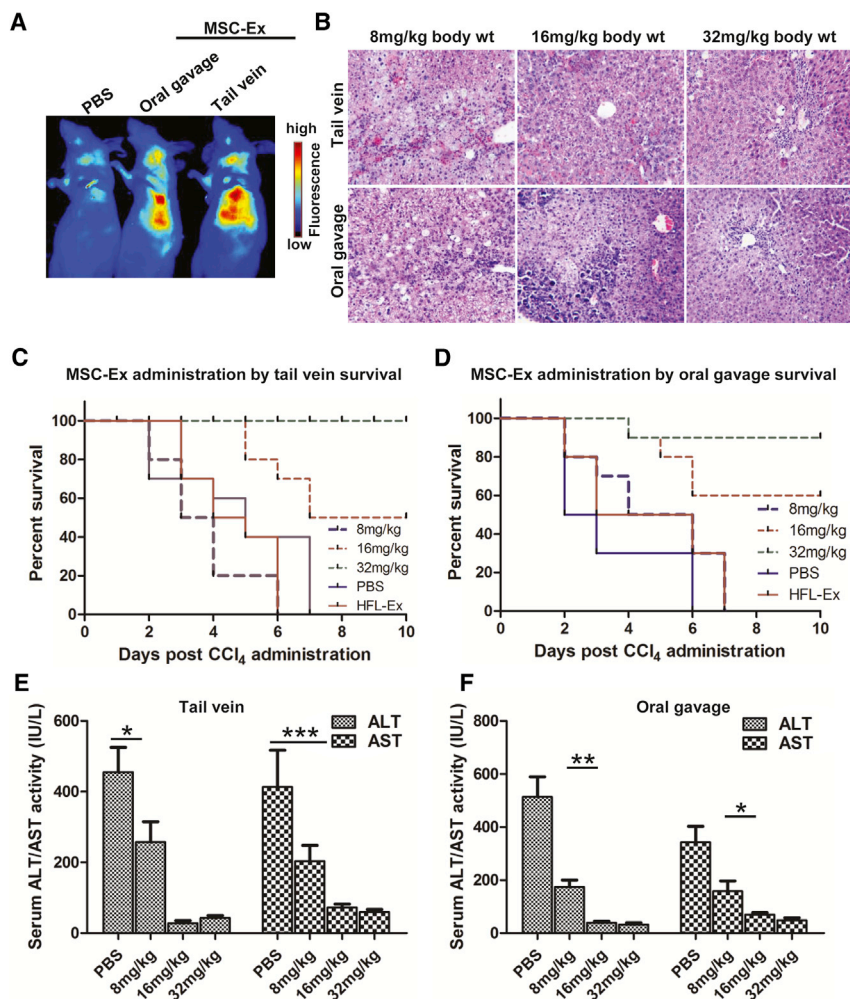 A
MSC-Ex
PBS
Oral gavage
Tail vein
high
Fluorescence
low
B
8mg/kg body wt
16mg/kg body wt
32mg/kg body wt
Tail vein
Oral gavage
C
MSC-Ex administration by tail vein survival
Percent survival
100
80
60
40
20
0
0 2 4 6 8 10
Days post CCl₄ administration
8mg/kg
16mg/kg
32mg/kg
PBS
HFL-Ex
D
MSC-Ex administration by oral gavage survival
Percent survival
100
80
60
40
20
0
0 2 4 6 8 10
Days post CCl₄ administration
8mg/kg
16mg/kg
32mg/kg
PBS
HFL-Ex
E
Tail vein
Serum ALT/AST activity (IU/L)
600
400
200
0
*
***
ALT
AST
PBS
8mg/kg
16mg/kg
32mg/kg
PBS
8mg/kg
16mg/kg
32mg/kg
F
Oral gavage
Serum ALT/AST activity (IU/L)
800
600
400
200
0
**
*
ALT
AST
PBS
8mg/kg
16mg/kg
32mg/kg
PBS
8mg/kg
16mg/kg
32mg/kg